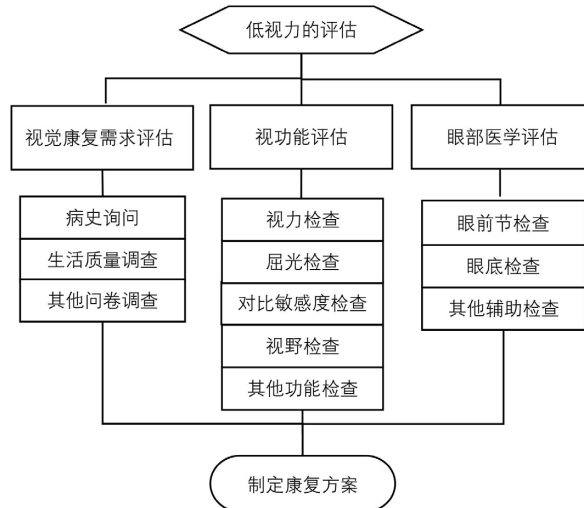 低视力的评估
视觉康复需求评估
视功能评估
眼部医学评估
病史询问
生活质量调查
其他问卷调查
视力检查
屈光检查
对比敏感度检查
视野检查
其他功能检查
眼前节检查
眼底检查
其他辅助检查
制定康复方案